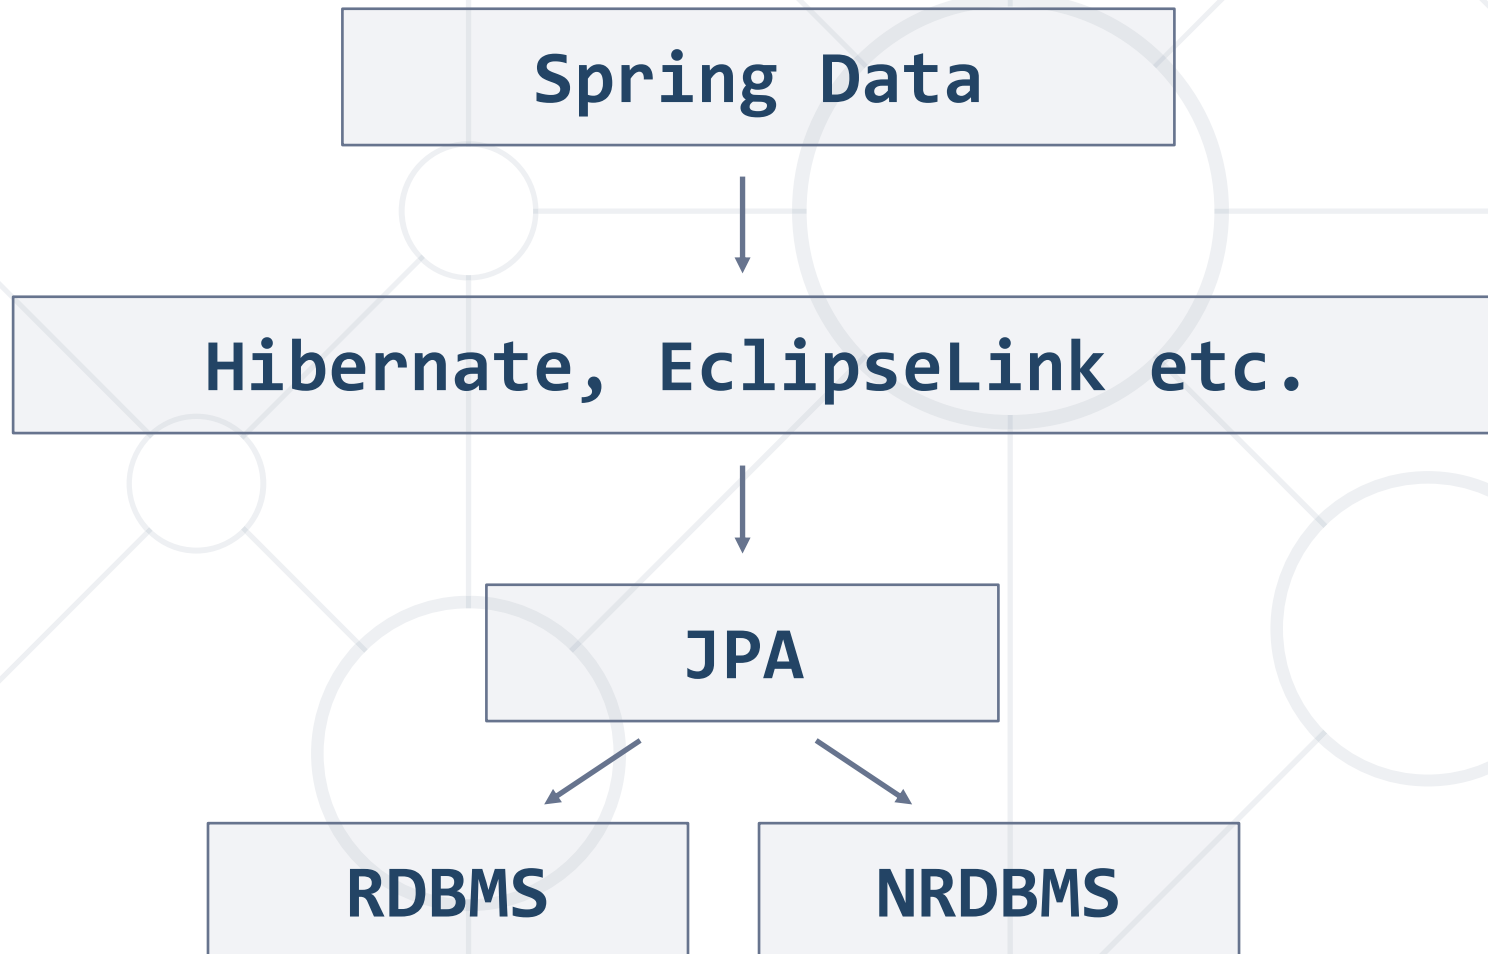 Spring Data
Hibernate, EclipseLink etc.
JPA
RDBMS
NRDBMS